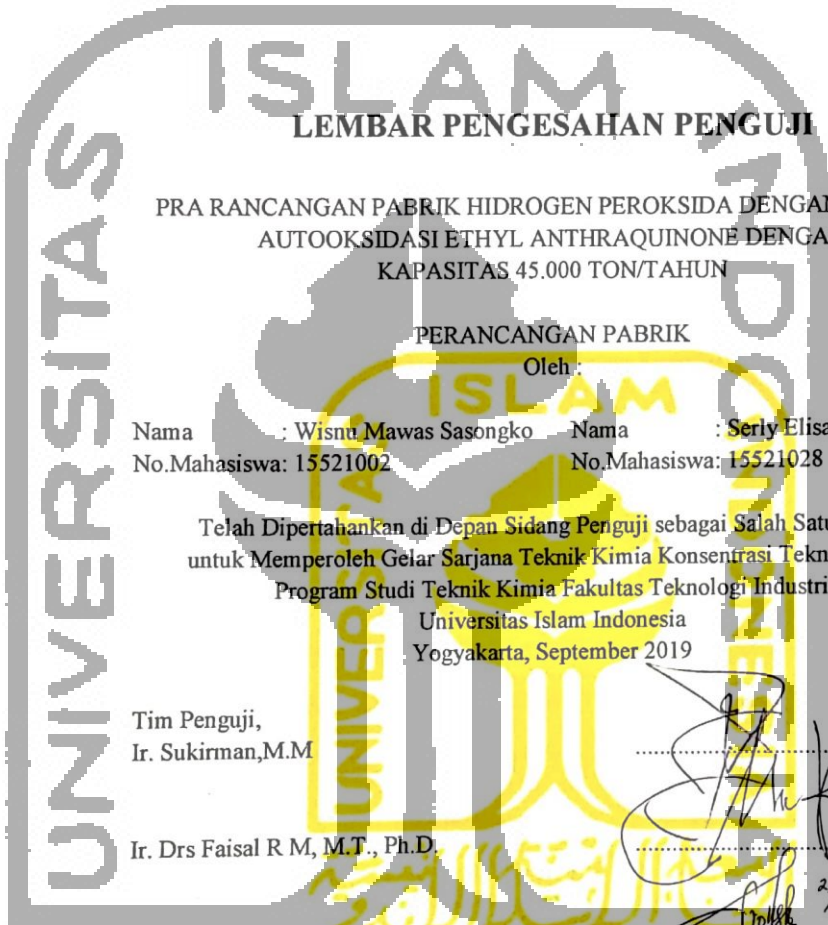 ISLAM
UNIVERSITAS
INDONESIA
LEMBAR PENGESAHAN PENGUJI
PRA RANCANGAN PABRIK HIDROGEN PEROKSIDA DENGAN
AUTOOKSIDASI ETHYL ANTHRAQUINONE DENGA
KAPASITAS 45.000 TON/TAHUN
PERANCANGAN PABRIK
Oleh :
ISLAM
UNIVERSITAS
INDONESIA
Nama : Wisnu Mawas Sasongko Nama : Serly Elisa
No.Mahasiswa: 15521002 No.Mahasiswa: 15521028
Telah Dipertahankan di Depan Sidang Penguji sebagai Salah Satu
untuk Memperoleh Gelar Sarjana Teknik Kimia Konsentrasi Tekn
Program Studi Teknik Kimia Fakultas Teknologi Industri
Universitas Islam Indonesia
Yogyakarta, September 2019
Tim Penguji,
Ir. Sukirman,M.M
Ir. Drs Faisal R M, M.T., Ph.D